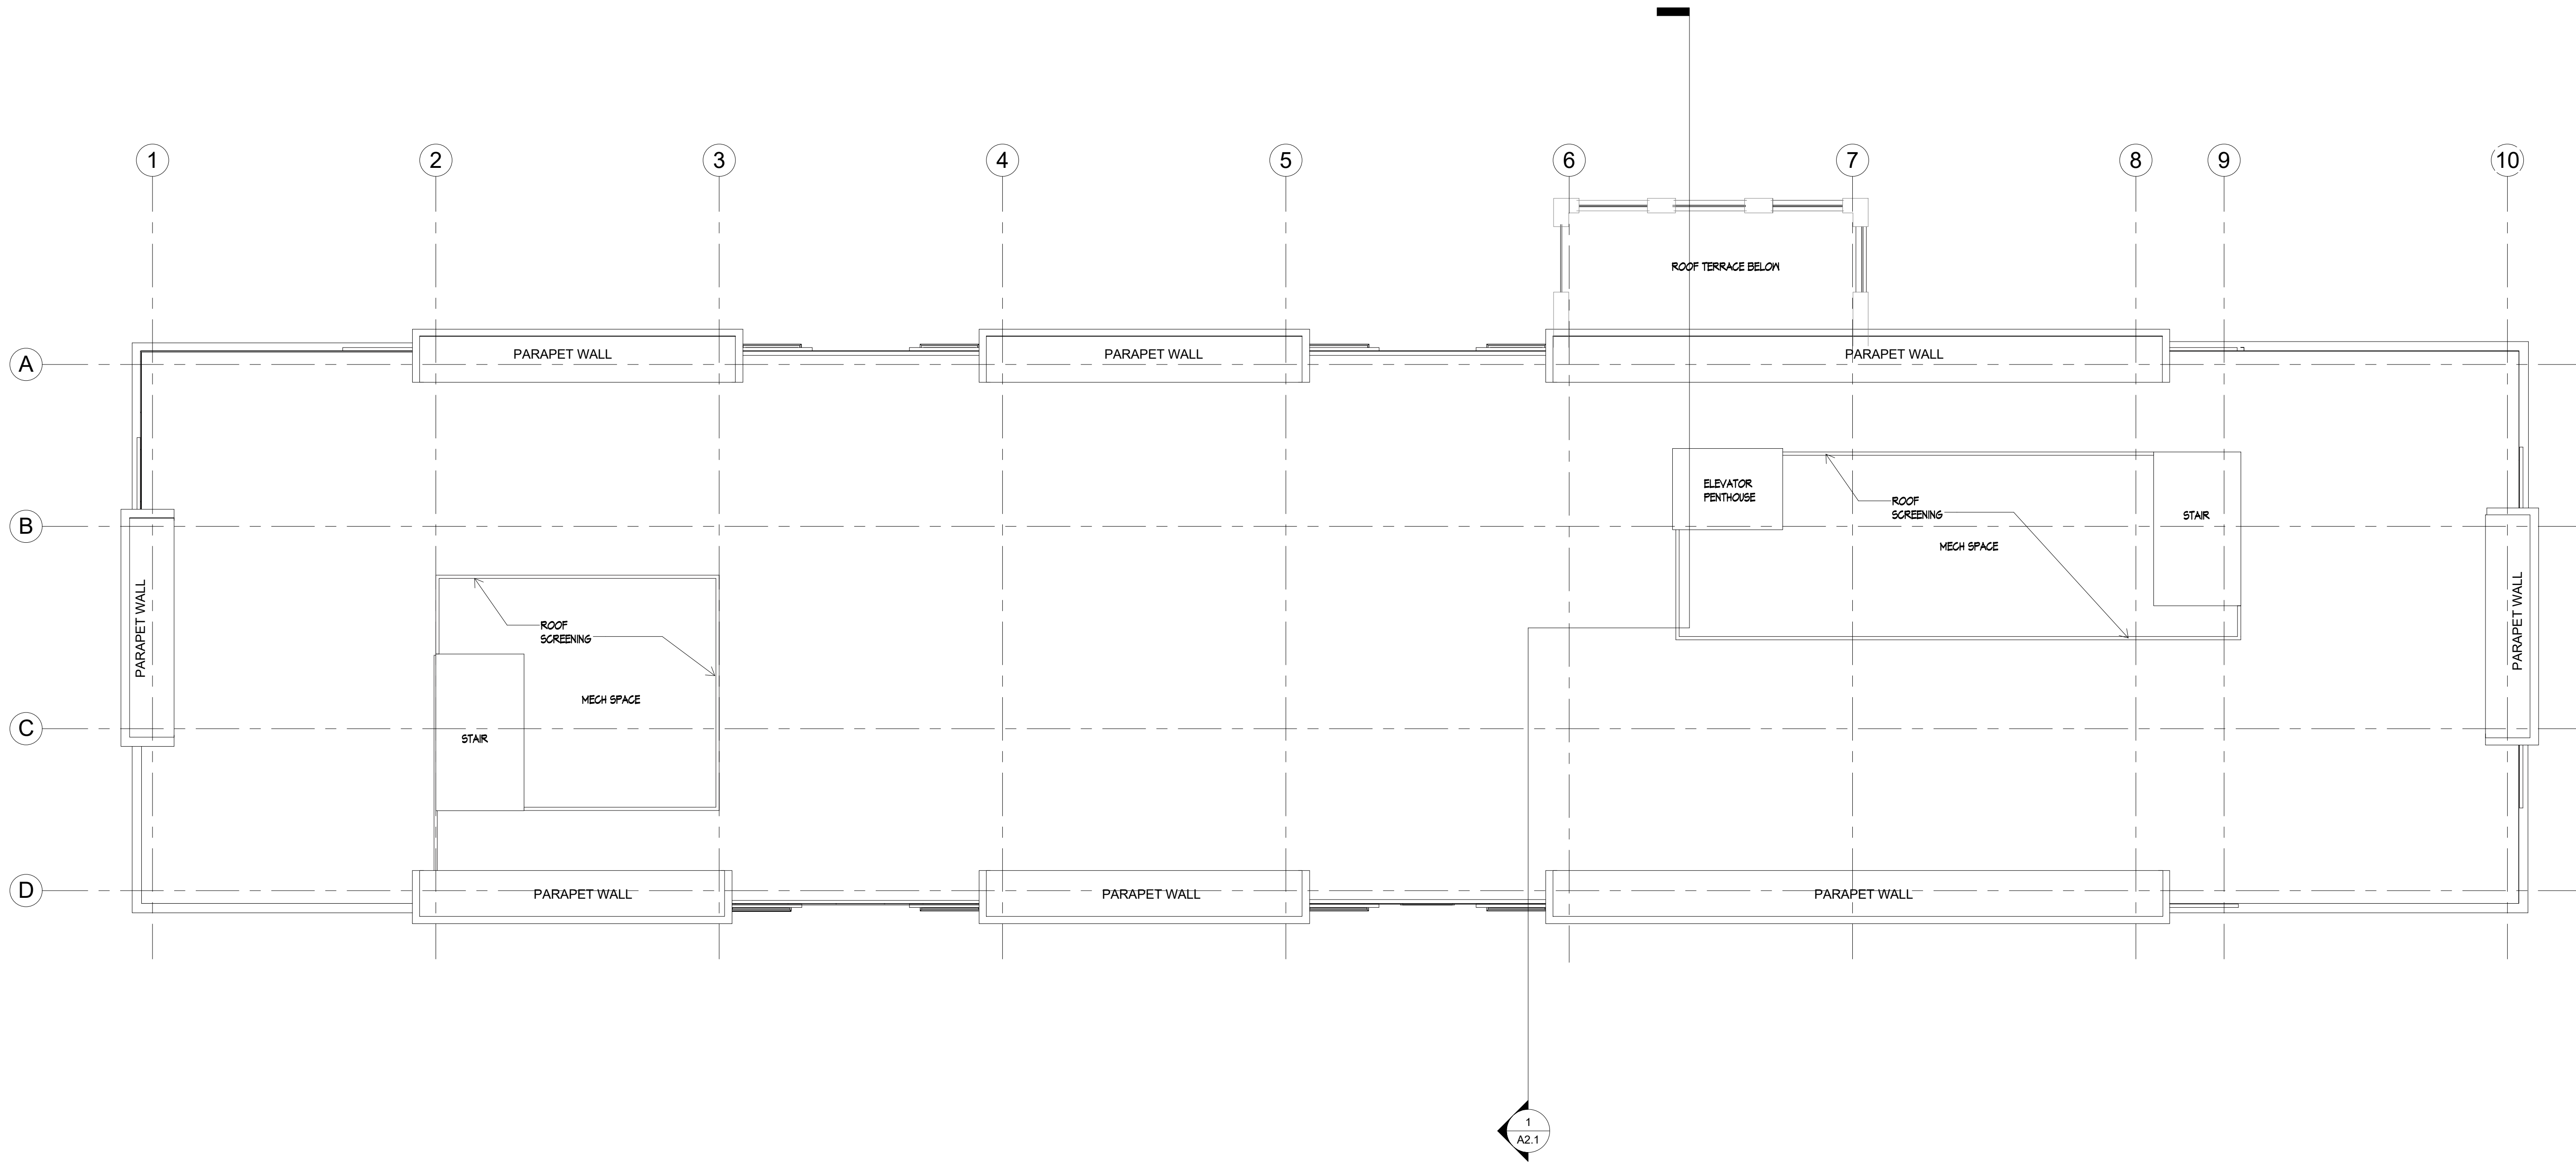 1 2 3 4 5 6 7 8 9 10
ROOF TERRACE BELOW
A
PARAPET WALL PARAPET WALL PARAPET WALL
ELEVATOR
PENTHOUSE
ROOF
SCREENING
STAIR
B
MECH SPACE
PARAPET WALL
PARAPET WALL
ROOF
SCREENING
MECH SPACE
C
STAIR
D
PARAPET WALL PARAPET WALL PARAPET WALL
1
A2.1